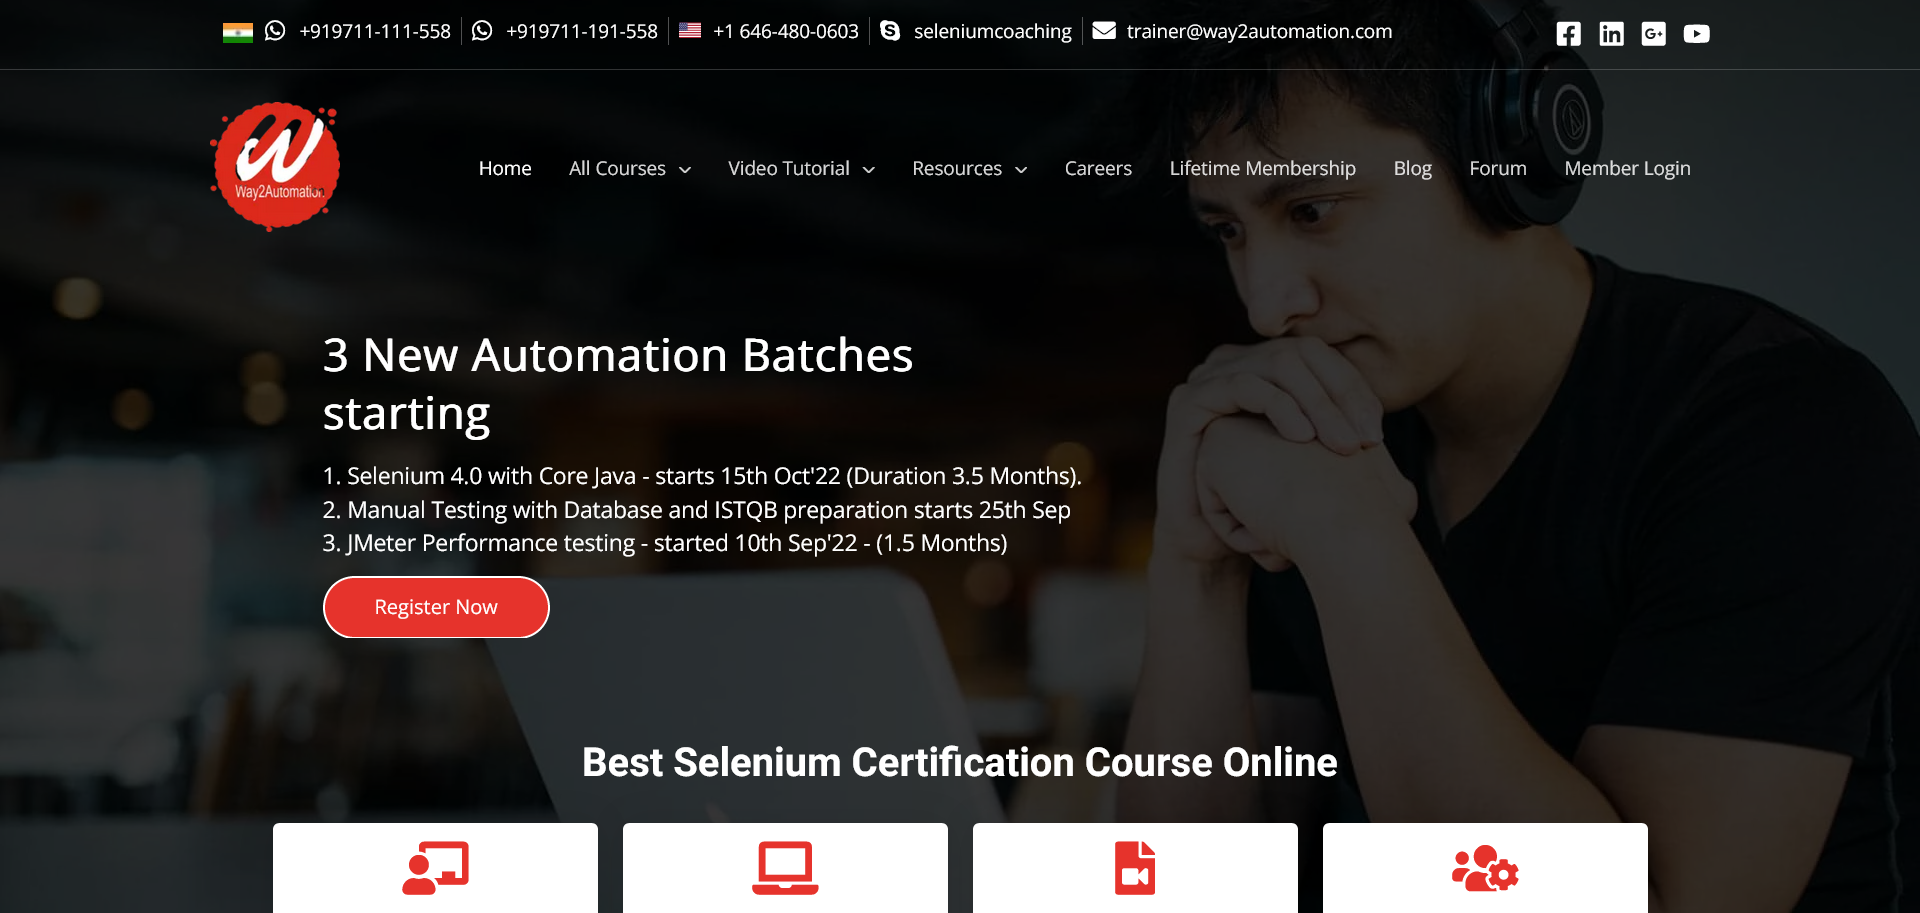 +919711-111-558 +919711-191-558 +1 646-480-0603 seleniumcoaching trainer@way2automation.com
Way2Automation
Home All Courses Video Tutorial Resources Careers Lifetime Membership Blog Forum Member Login
3 New Automation Batches
starting
1. Selenium 4.0 with Core Java - starts 15th Oct'22 (Duration 3.5 Months).
2. Manual Testing with Database and ISTQB preparation starts 25th Sep
3. JMeter Performance testing - started 10th Sep'22 - (1.5 Months)
Register Now
Best Selenium Certification Course Online